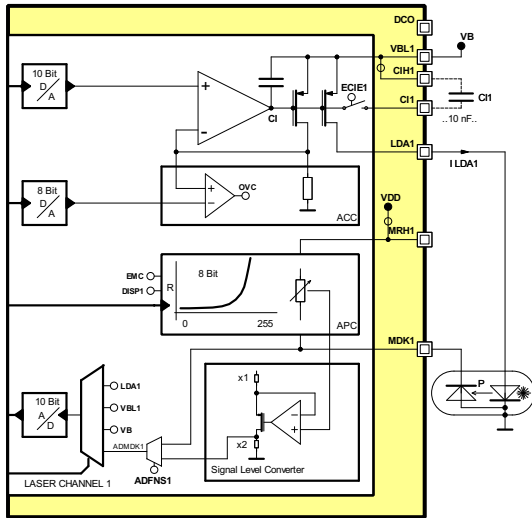 DCO
VB
VBL1
10 Bit
D
A
+
-
CI
ECIE1
CIH1
CI1
CI1
..10 nF..
LDA1
I LDA1
8 Bit
D
A
+
-
OVC
ACC
VDD
MRH1
EMC
DISP1
R
8 Bit
0
255
APC
MDK1
P
10 Bit
A
D
LDA1
VBL1
VB
ADMDK1
ADFNS1
x1
x2
-
+
Signal Level Converter
LASER CHANNEL 1